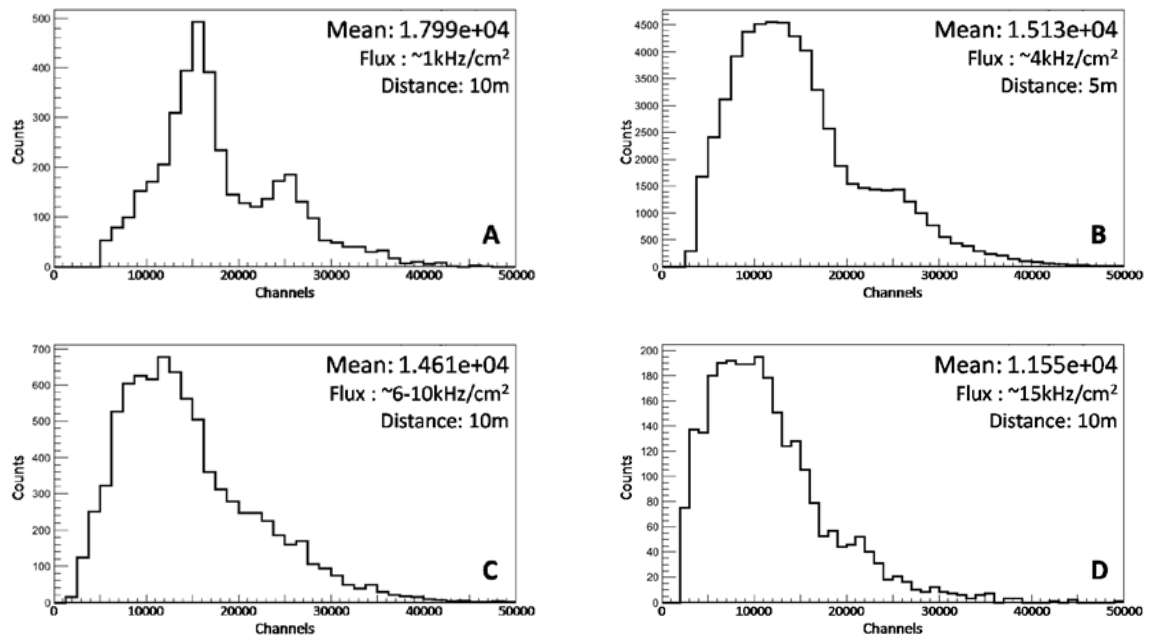 Mean: 1.799e+04
Flux : ~1kHz/cm²
Distance: 10m
Counts
500
400
300
200
100
0
A
0 10000 20000 30000 40000 50000
Channels
Mean: 1.513e+04
Flux : ~4kHz/cm²
Distance: 5m
Counts
4500
4000
3500
3000
2500
2000
1500
1000
500
0
B
0 10000 20000 30000 40000 50000
Channels
Mean: 1.461e+04
Flux : ~6-10kHz/cm²
Distance: 10m
Counts
700
600
500
400
300
200
100
0
C
0 10000 20000 30000 40000 50000
Channels
Mean: 1.155e+04
Flux : ~15kHz/cm²
Distance: 10m
Counts
200
180
160
140
120
100
80
60
40
20
0
D
0 10000 20000 30000 40000 50000
Channels